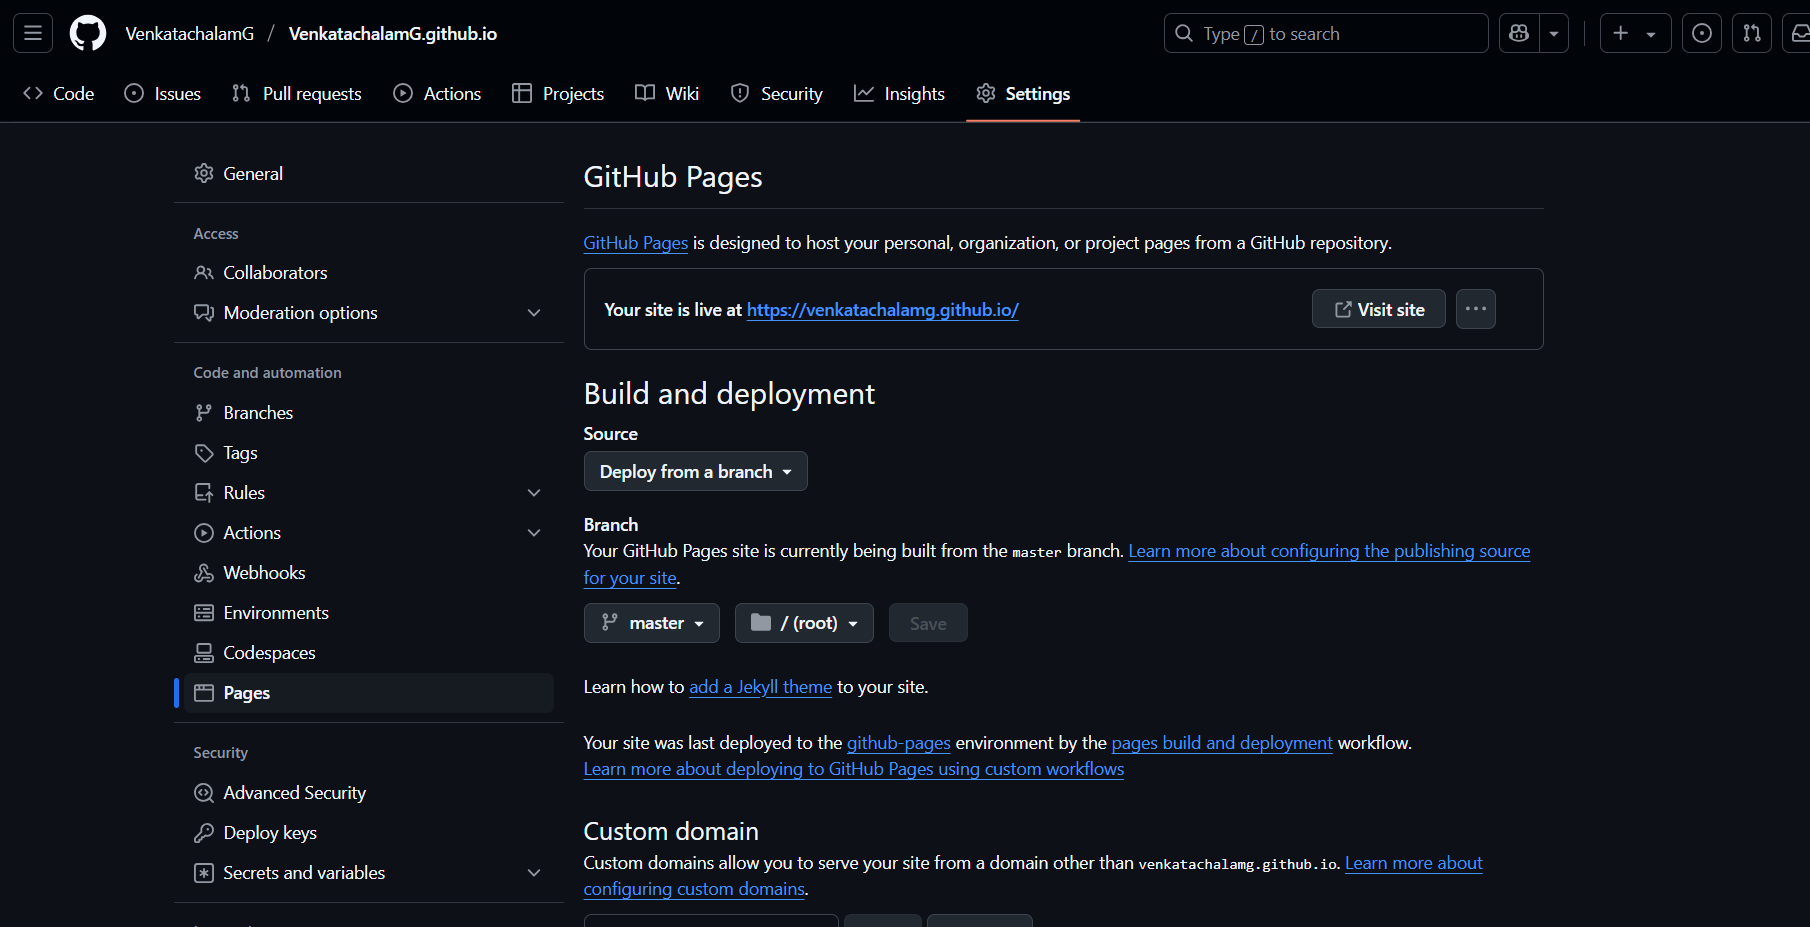 VenkatachalamG / VenkatachalamG.github.io
Type / to search
Code Issues Pull requests Actions Projects Wiki Security Insights Settings
General
Access
Collaborators
Moderation options
Code and automation
Branches
Tags
Rules
Actions
Webhooks
Environments
Codespaces
Pages
Security
Advanced Security
Deploy keys
Secrets and variables
GitHub Pages
GitHub Pages is designed to host your personal, organization, or project pages from a GitHub repository.
Your site is live at https://venkatachalamg.github.io/
Visit site
Build and deployment
Source
Deploy from a branch
Branch
Your GitHub Pages site is currently being built from the master branch. Learn more about configuring the publishing source
for your site.
master / (root) Save
Learn how to add a Jekyll theme to your site.
Your site was last deployed to the github-pages environment by the pages build and deployment workflow.
Learn more about deploying to GitHub Pages using custom workflows
Custom domain
Custom domains allow you to serve your site from a domain other than venkatachalamg.github.io. Learn more about
configuring custom domains.